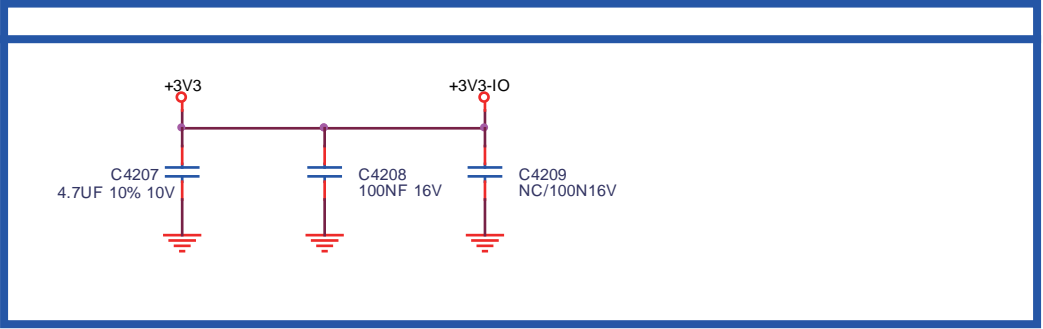 +3V3
+3V3-IO
C4207
4.7UF 10% 10V
C4208
100NF 16V
C4209
NC/100N16V